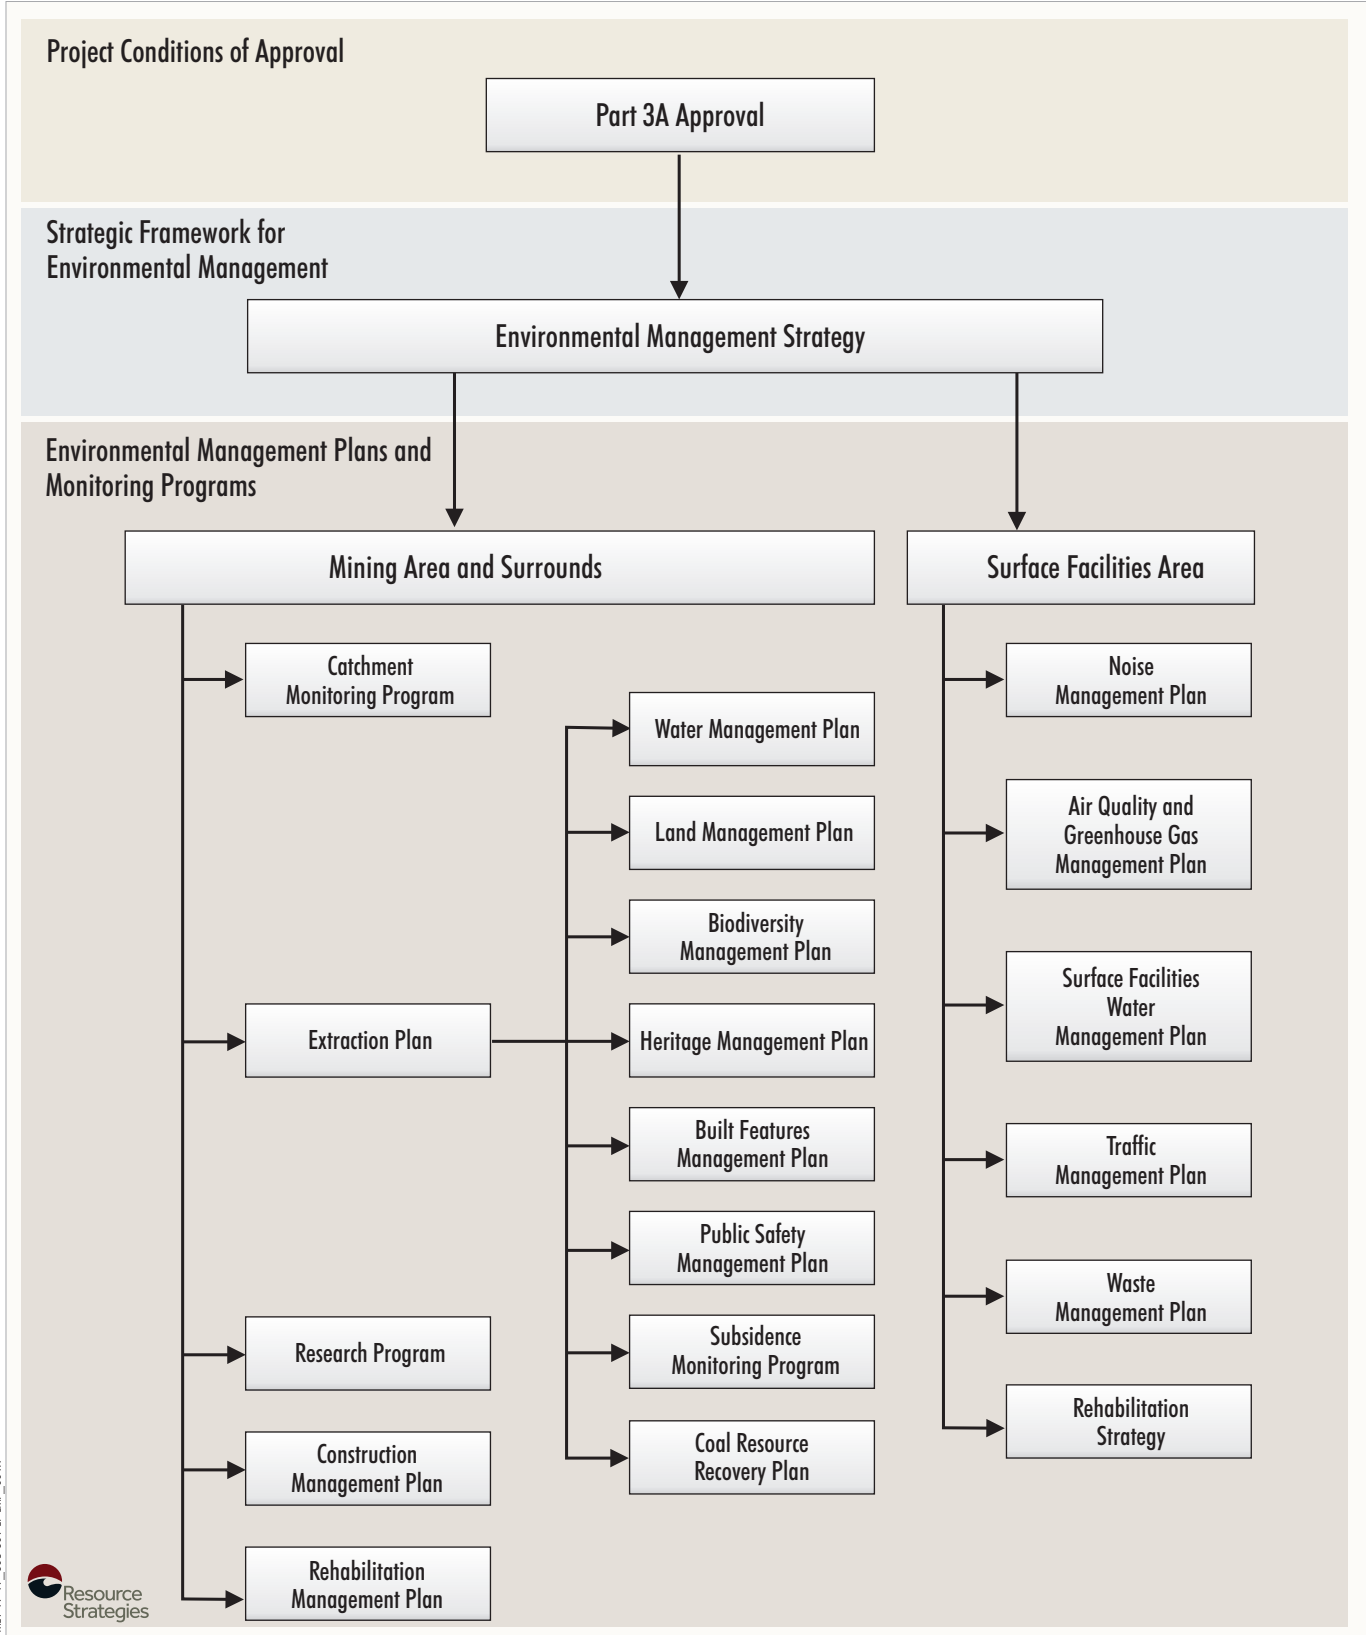 Project Conditions of Approval
Part 3A Approval
Strategic Framework for
Environmental Management
Environmental Management Strategy
Environmental Management Plans and
Monitoring Programs
Mining Area and Surrounds
Catchment
Monitoring Program
Extraction Plan
Water Management Plan
Land Management Plan
Biodiversity
Management Plan
Heritage Management Plan
Built Features
Management Plan
Public Safety
Management Plan
Subsidence
Monitoring Program
Coal Resource
Recovery Plan
Research Program
Construction
Management Plan
Rehabilitation
Management Plan
Surface Facilities Area
Noise
Management Plan
Air Quality and
Greenhouse Gas
Management Plan
Surface Facilities
Water
Management Plan
Traffic
Management Plan
Waste
Management Plan
Rehabilitation
Strategy
Resource
Strategies